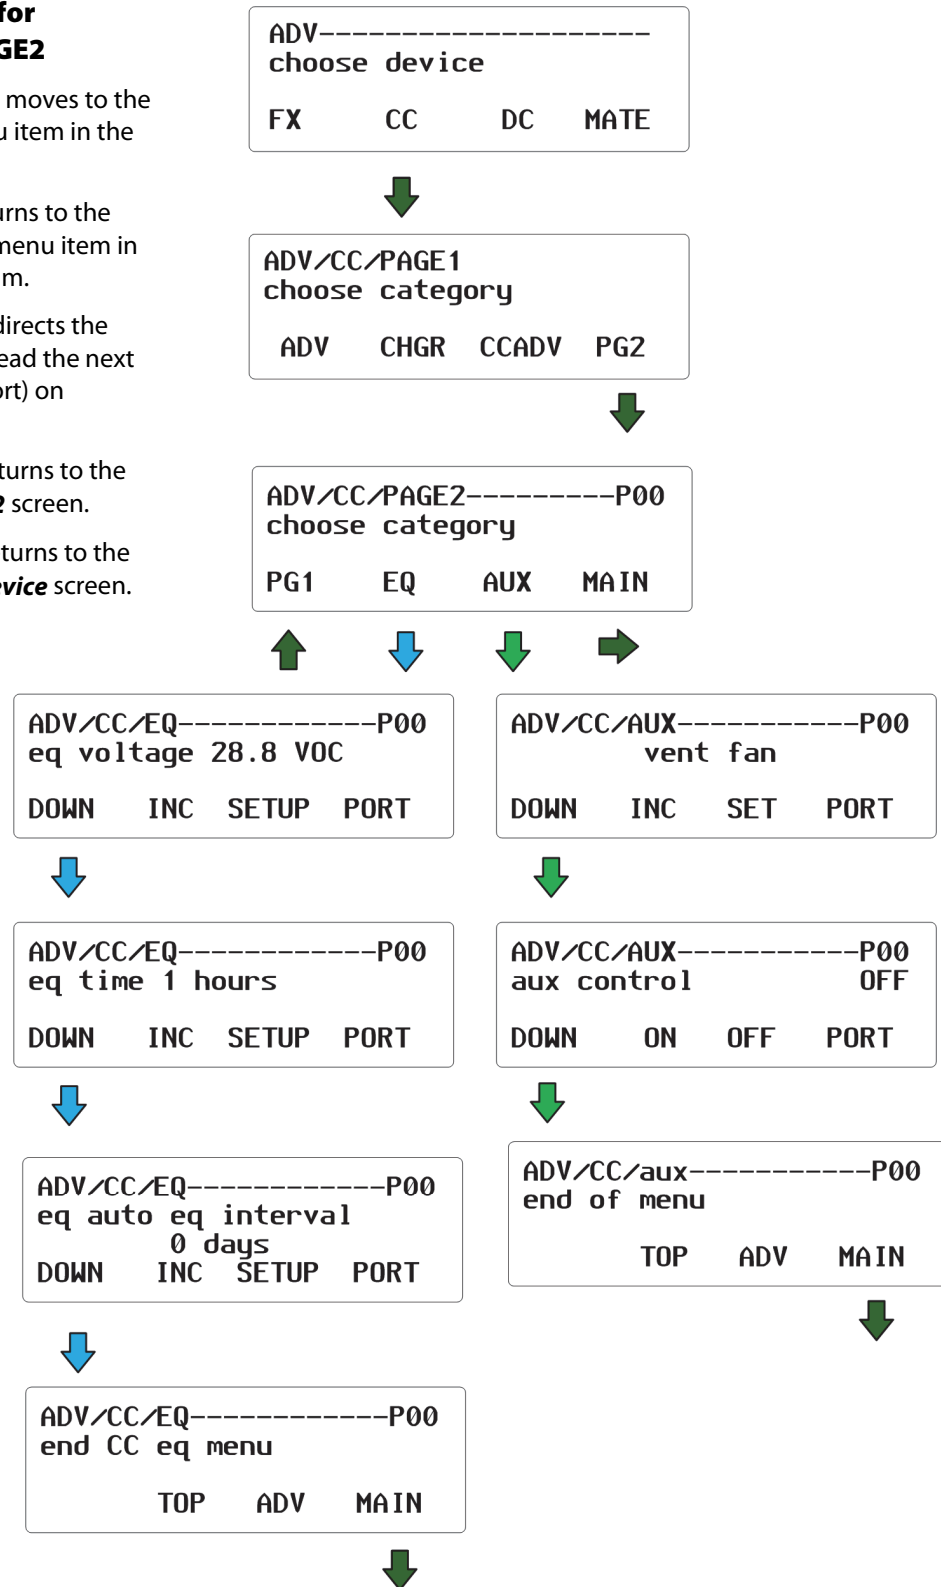 for
GE2
moves to the
item in the
urns to the
menu item in
m.
directs the
ead the next
ort) on
turns to the
2 screen.
turns to the
evice screen.
ADV--------------------
choose device
FX CC DC MATE
ADV/CC/PAGE1
choose category
ADV CHGR CCADV PG2
ADV/CC/PAGE2---------P00
choose category
PG1 EQ AUX MAIN
ADV/CC/EQ------------P00
eq voltage 28.8 VOC
DOWN INC SETUP PORT
ADV/CC/EQ------------P00
eq time 1 hours
DOWN INC SETUP PORT
ADV/CC/EQ------------P00
eq auto eq interval
0 days
DOWN INC SETUP PORT
ADV/CC/EQ------------P00
end CC eq menu
TOP ADV MAIN
ADV/CC/AUX-----------P00
vent fan
DOWN INC SET PORT
ADV/CC/AUX-----------P00
aux control OFF
DOWN ON OFF PORT
ADV/CC/aux-----------P00
end of menu
TOP ADV MAIN